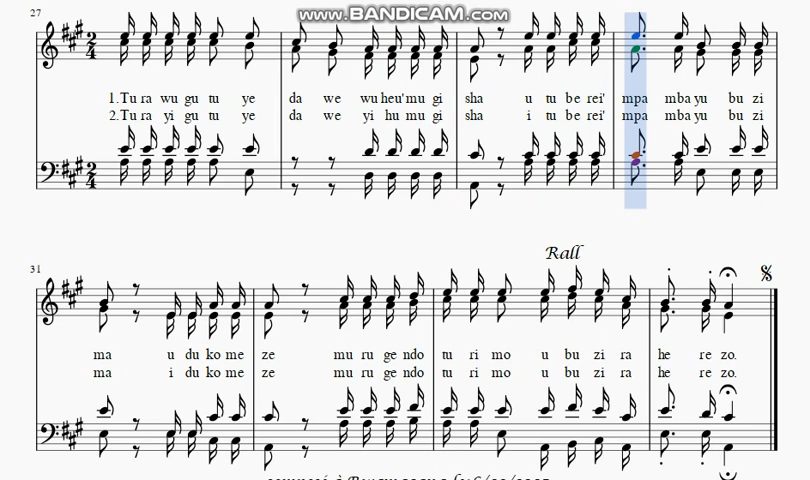 www.BANDICAM.com
27
2 4
1.Tu ra wu gu tu ye da we wu heu' mu gi sha u tu be rei' mpa mba yu bu zi
2.Tu ra yi gu tu ye da we yi hu mu gi sha i tu be rei' mpa mba yu bu zi
2 4
Rall
31
ma u du ko me ze mu ru ge ndo tu ri mo u bu zi ra he re zo.
ma i du ko me ze mu ru ge ndo tu ri mo u bu zi ra he re zo.